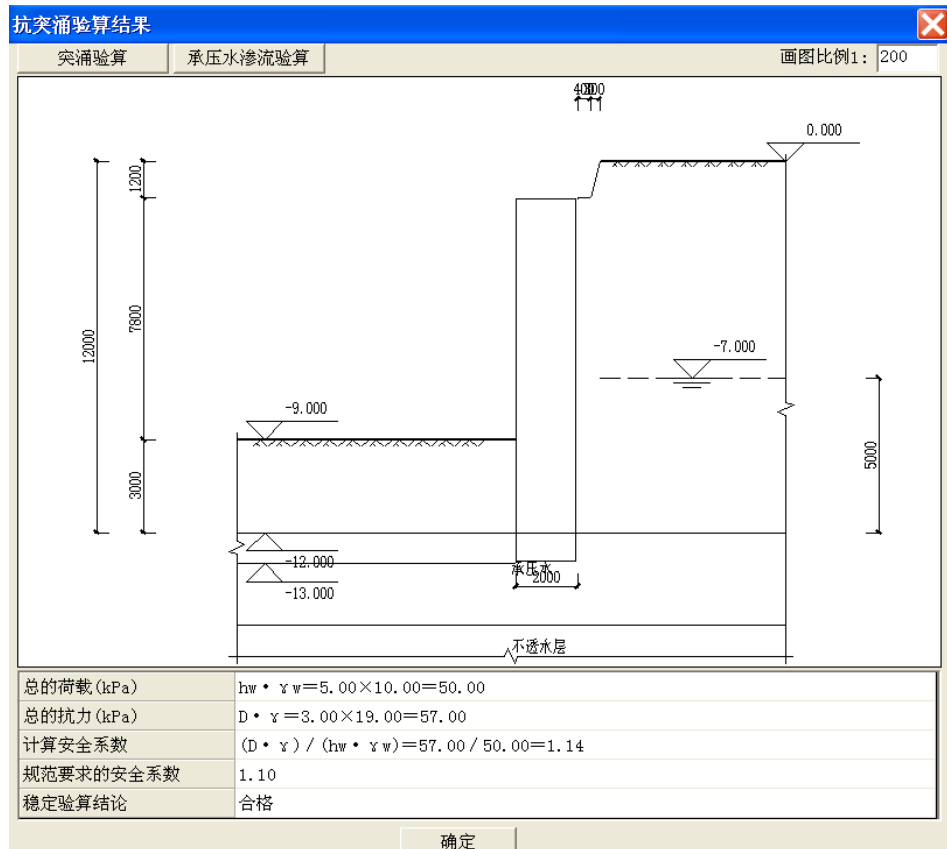 抗突涌验算结果
突涌验算
承压水渗流验算
画图比例1: 200
0.000
1200
7800
12000
-7.000
-9.000
5000
3000
-12.000
承压水
2000
-13.000
不透水层
总的荷载(kPa) hw·γw=5.00×10.00=50.00
总的抗力(kPa) D·γ=3.00×19.00=57.00
计算安全系数 (D·γ)/(hw·γw)=57.00/50.00=1.14
规范要求的安全系数 1.10
稳定验算结论 合格
确定